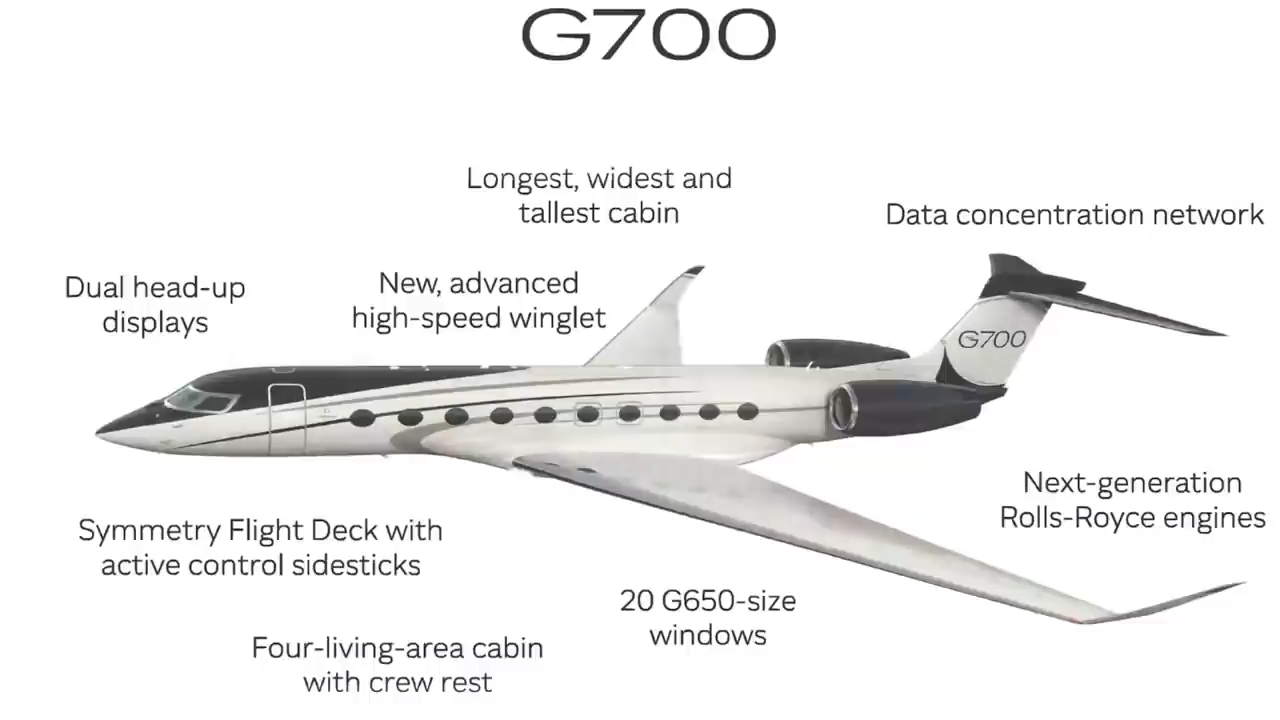 G700
Longest, widest and
tallest cabin
Data concentration network
Dual head-up
displays
New, advanced
high-speed winglet
G700
Next-generation
Rolls-Royce engines
Symmetry Flight Deck with
active control sidesticks
20 G650-size
windows
Four-living-area cabin
with crew rest